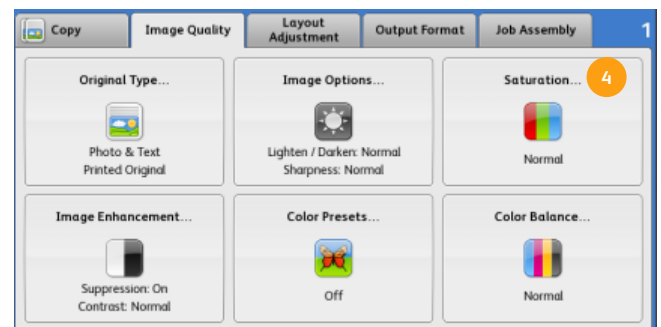 Copy
Image Quality
Layout
Adjustment
Output Format
Job Assembly
1
Original Type...
Photo & Text
Printed Original
Image Options...
Lighten / Darken: Normal
Sharpness: Normal
Saturation...
4
Normal
Image Enhancement...
Suppression: On
Contrast: Normal
Color Presets...
Off
Color Balance...
Normal